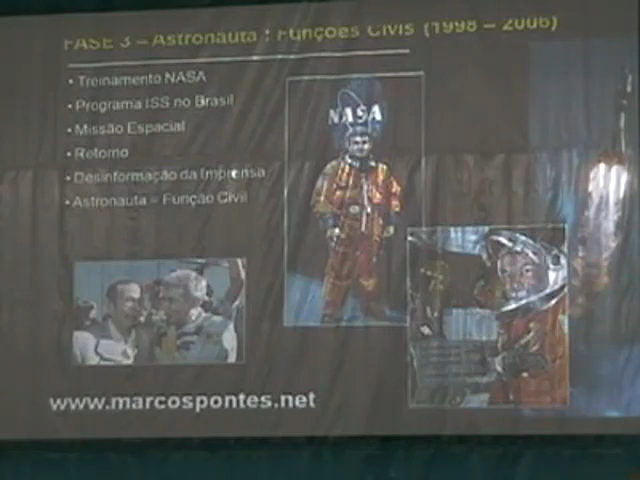 FASE 3 – Astronauta : Funções Civis (1998 – 2006)
• Treinamento NASA
• Programa ISS no Brasil
• Missão Espacial
• Retorno
• Desinformação da Imprensa
• Astronauta = Função Civil
NASA
www.marcospontes.net